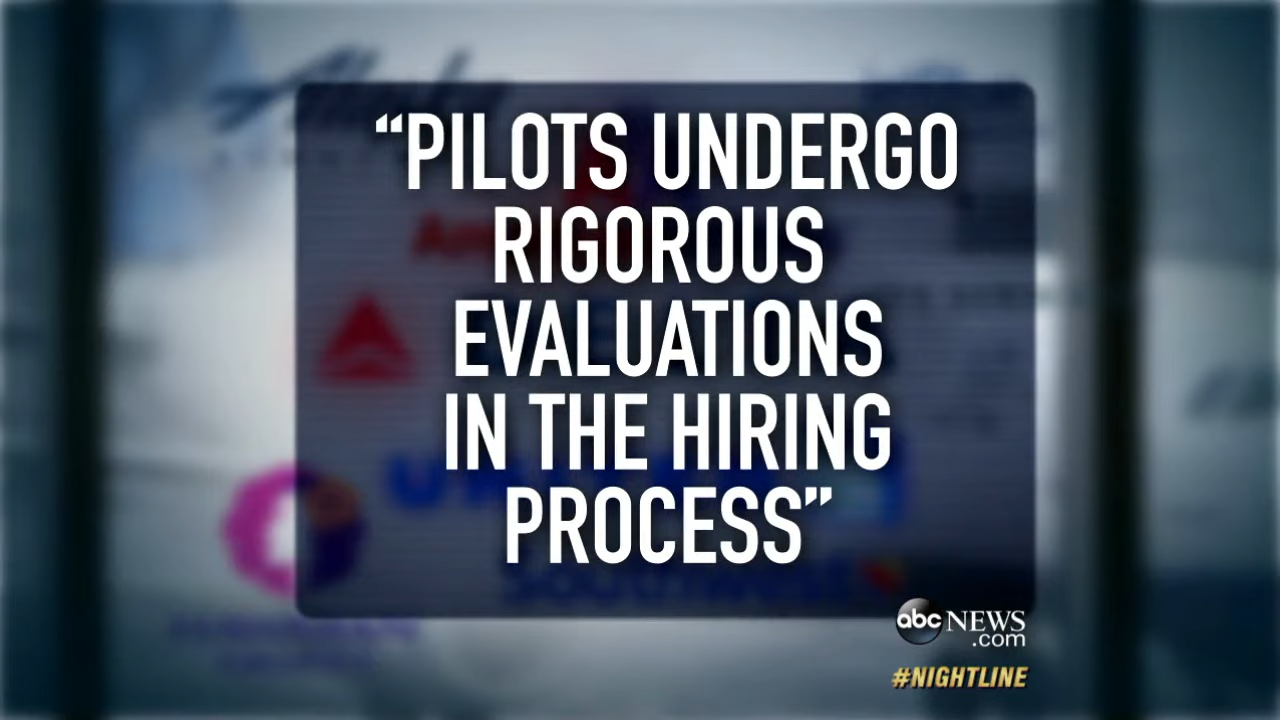 “PILOTS UNDERGO
RIGOROUS
EVALUATIONS
IN THE HIRING
PROCESS”
abc NEWS
.com
#NIGHTLINE